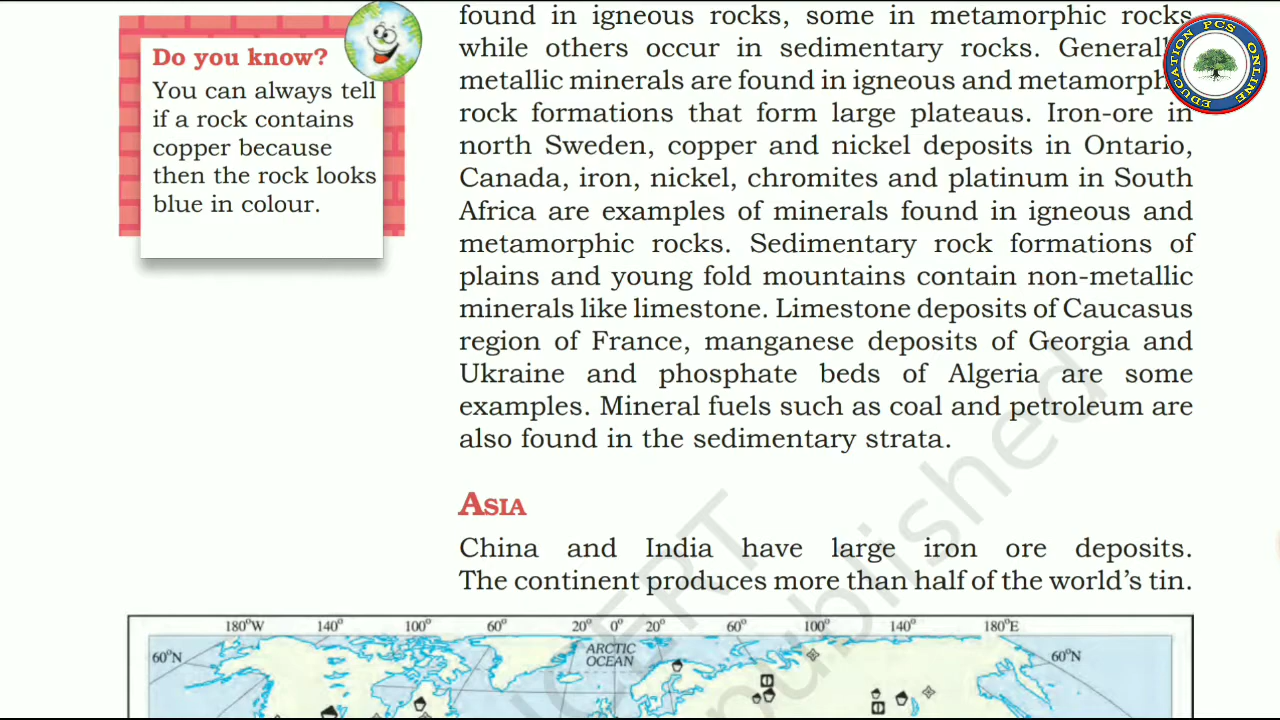 Do you know?
You can always tell
if a rock contains
copper because
then the rock looks
blue in colour.
found in igneous rocks, some in metamorphic rocks
while others occur in sedimentary rocks. Generally
metallic minerals are found in igneous and metamorphic
rock formations that form large plateaus. Iron-ore in
north Sweden, copper and nickel deposits in Ontario,
Canada, iron, nickel, chromites and platinum in South
Africa are examples of minerals found in igneous and
metamorphic rocks. Sedimentary rock formations of
plains and young fold mountains contain non-metallic
minerals like limestone. Limestone deposits of Caucasus
region of France, manganese deposits of Georgia and
Ukraine and phosphate beds of Algeria are some
examples. Mineral fuels such as coal and petroleum are
also found in the sedimentary strata.
ASIA
China and India have large iron ore deposits.
The continent produces more than half of the world's tin.
180°W 140° 100° 60° 20° 0° 20° 60° 100° 140° 180°E
60°N 60°N
ARCTIC
OCEAN
EDUCATION PCS ONLINE
NCERT
published